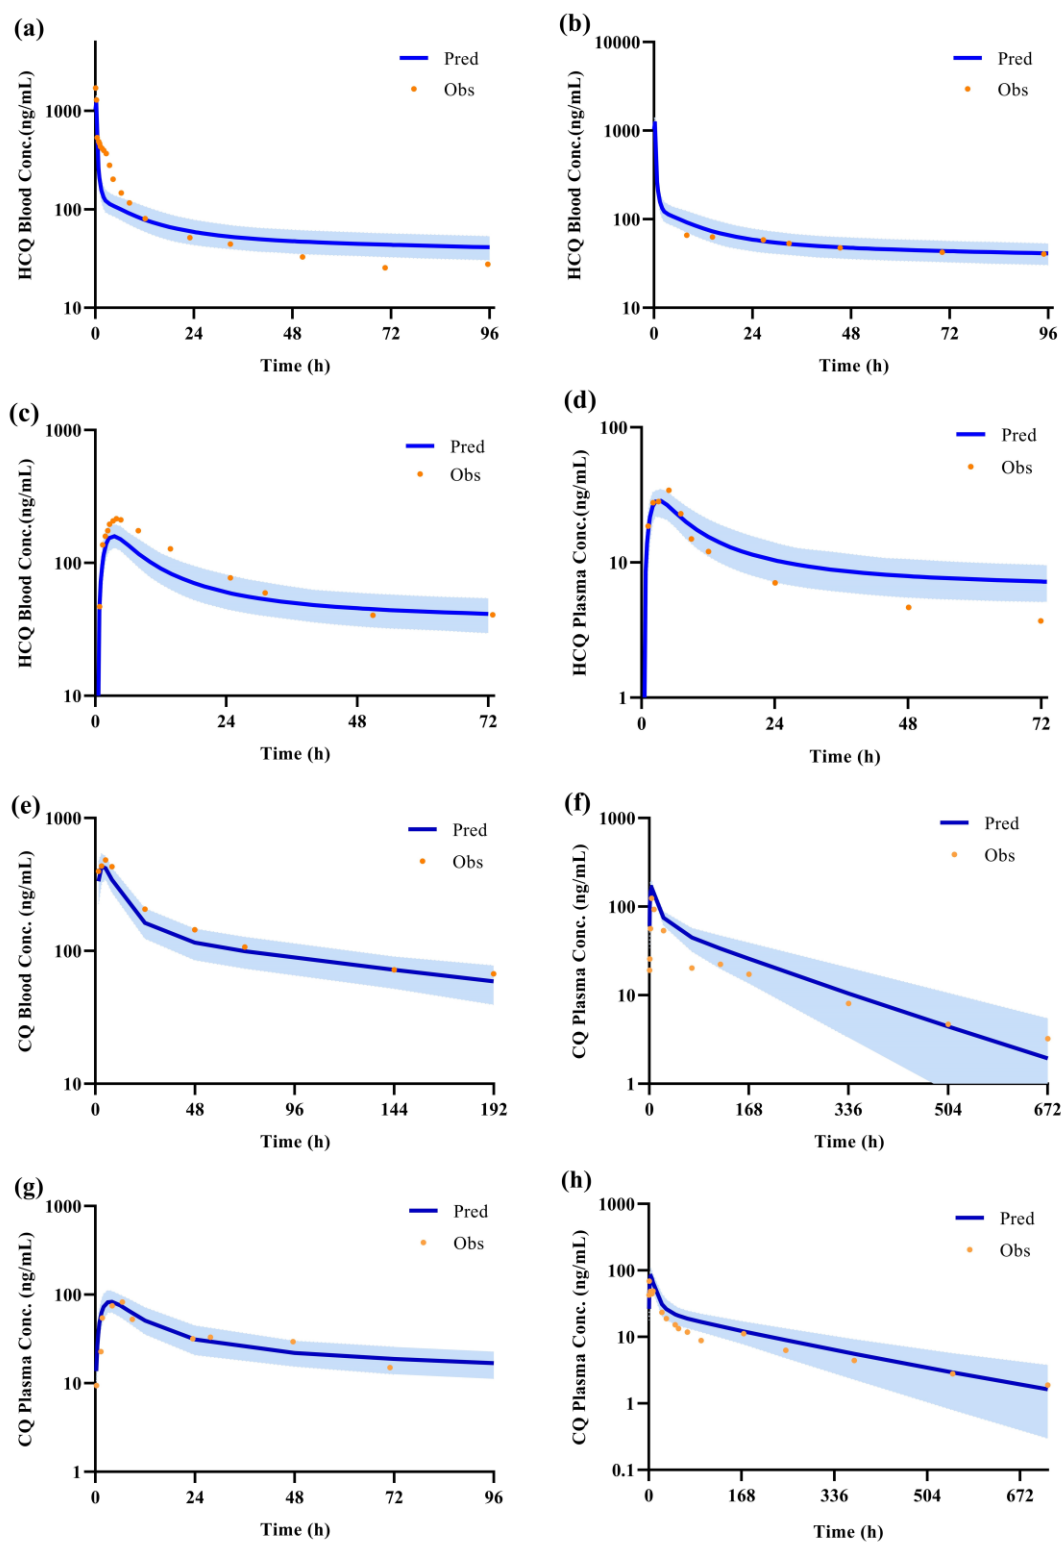 (a)
Pred
Obs
HCQ Blood Conc.(ng/mL)
1000
100
10
0 24 48 72 96
Time (h)
(b)
Pred
Obs
HCQ Blood Conc.(ng/mL)
10000
1000
100
10
0 24 48 72 96
Time (h)
(c)
Pred
Obs
HCQ Blood Conc.(ng/mL)
1000
100
10
0 24 48 72
Time (h)
(d)
Pred
Obs
HCQ Plasma Conc.(ng/mL)
100
10
1
0 24 48 72
Time (h)
(e)
Pred
Obs
CQ Blood Conc. (ng/mL)
1000
100
10
0 48 96 144 192
Time (h)
(f)
Pred
Obs
CQ Plasma Conc. (ng/mL)
1000
100
10
1
0 168 336 504 672
Time (h)
(g)
Pred
Obs
CQ Plasma Conc. (ng/mL)
1000
100
10
1
0 24 48 72 96
Time (h)
(h)
Pred
Obs
CQ Plasma Conc. (ng/mL)
1000
100
10
1
0.1
0 168 336 504 672
Time (h)